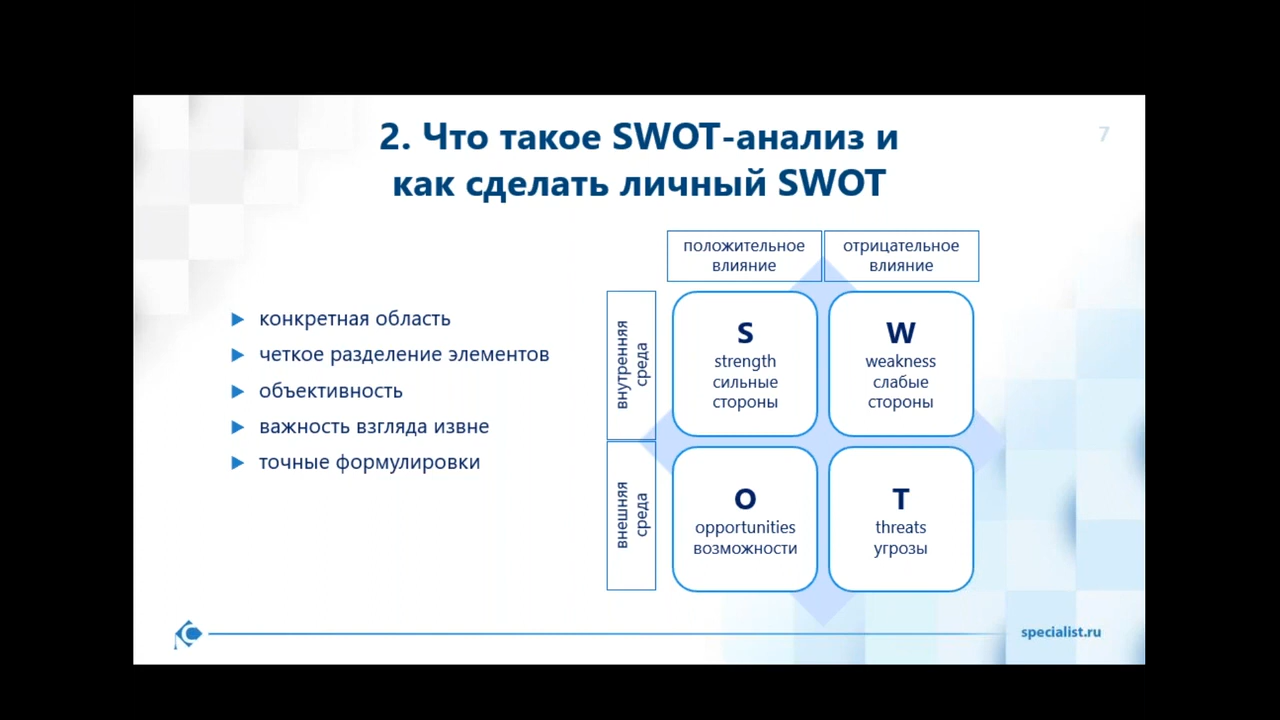 2. Что такое SWOT-анализ и
как сделать личный SWOT
7
конкретная область
четкое разделение элементов
объективность
важность взгляда извне
точные формулировки
положительное
влияние
отрицательное
влияние
внутренняя
среда
S
strength
сильные
стороны
W
weakness
слабые
стороны
внешняя
среда
O
opportunities
возможности
T
threats
угрозы
specialist.ru